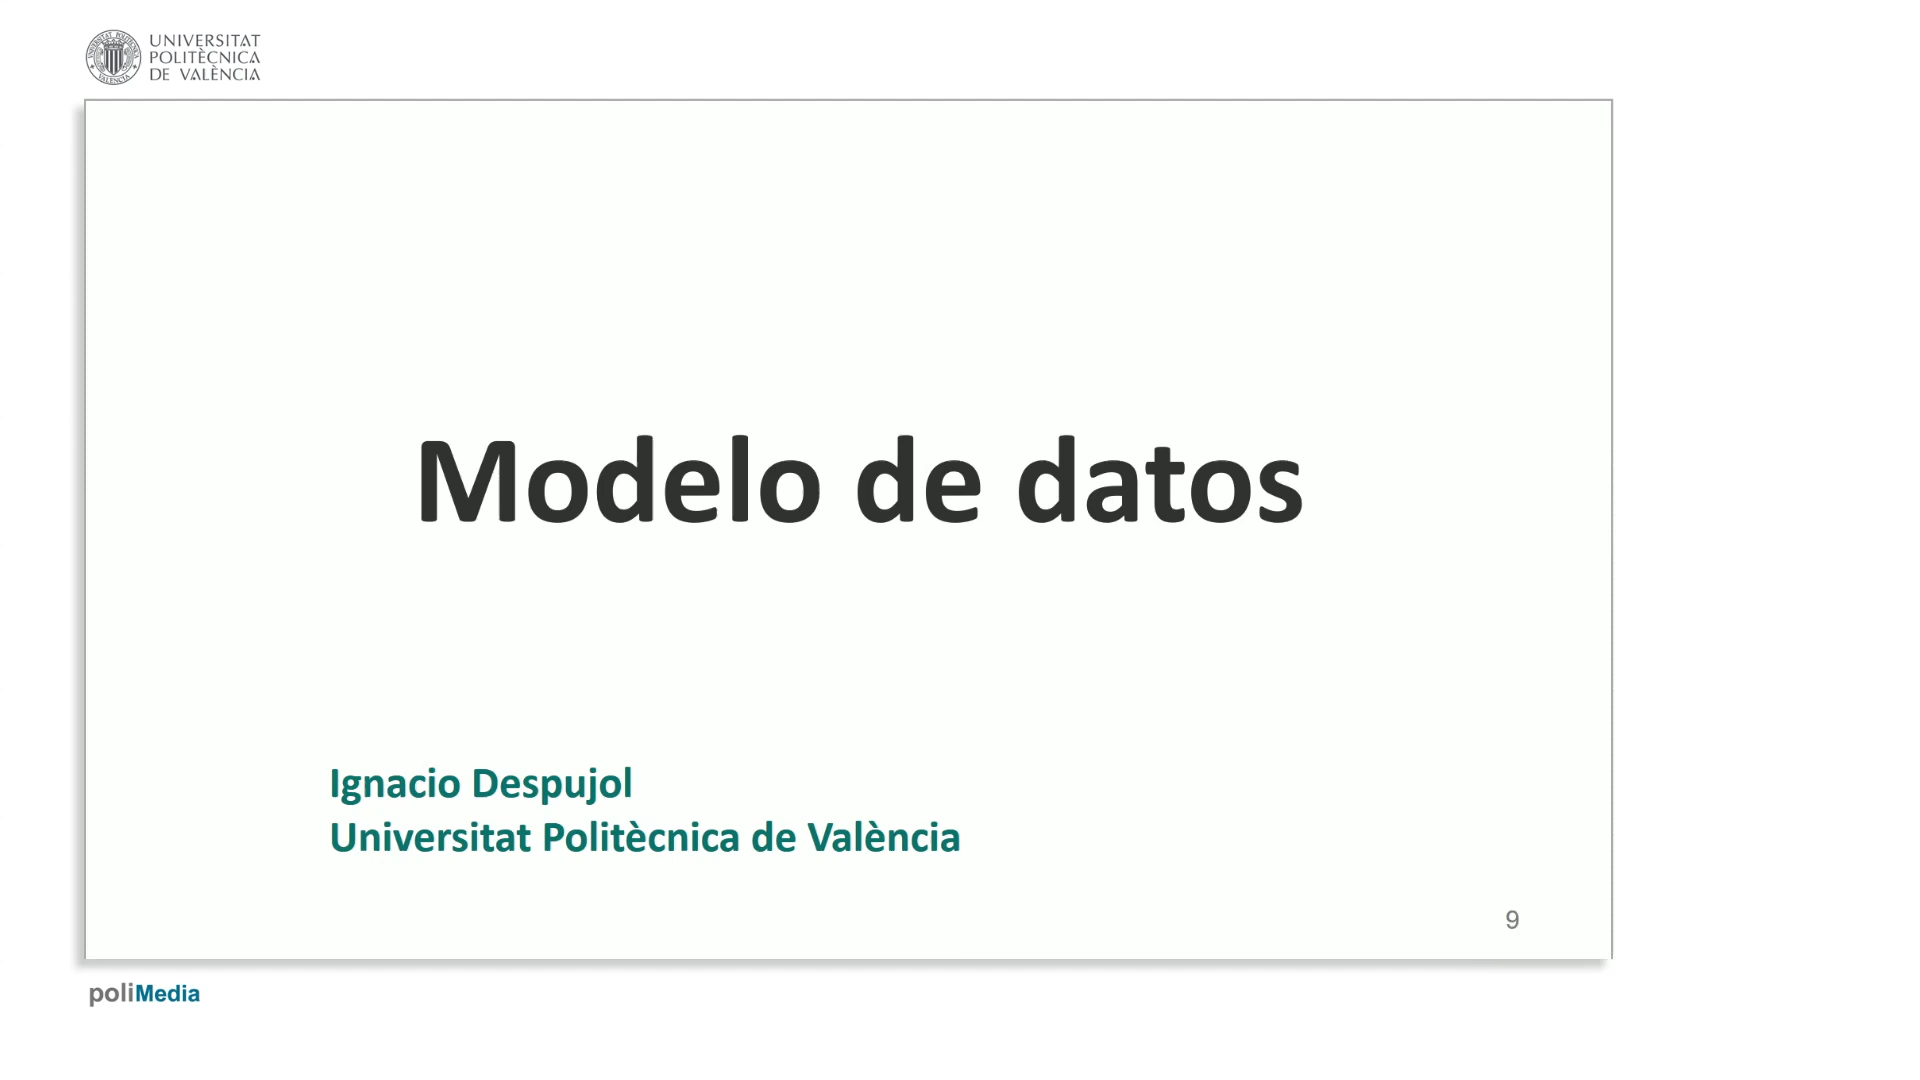 UNIVERSITAT
POLITÈCNICA
DE VALÈNCIA
Modelo de datos
Ignacio Despujol
Universitat Politècnica de València
9
poliMedia